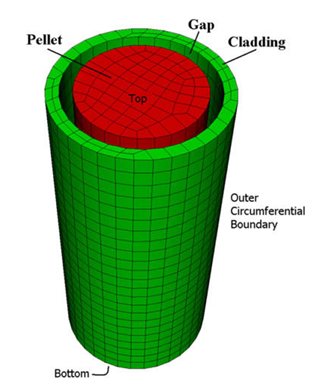 Gap
Pellet
Cladding
Top
Outer
Circumferential
Boundary
Bottom